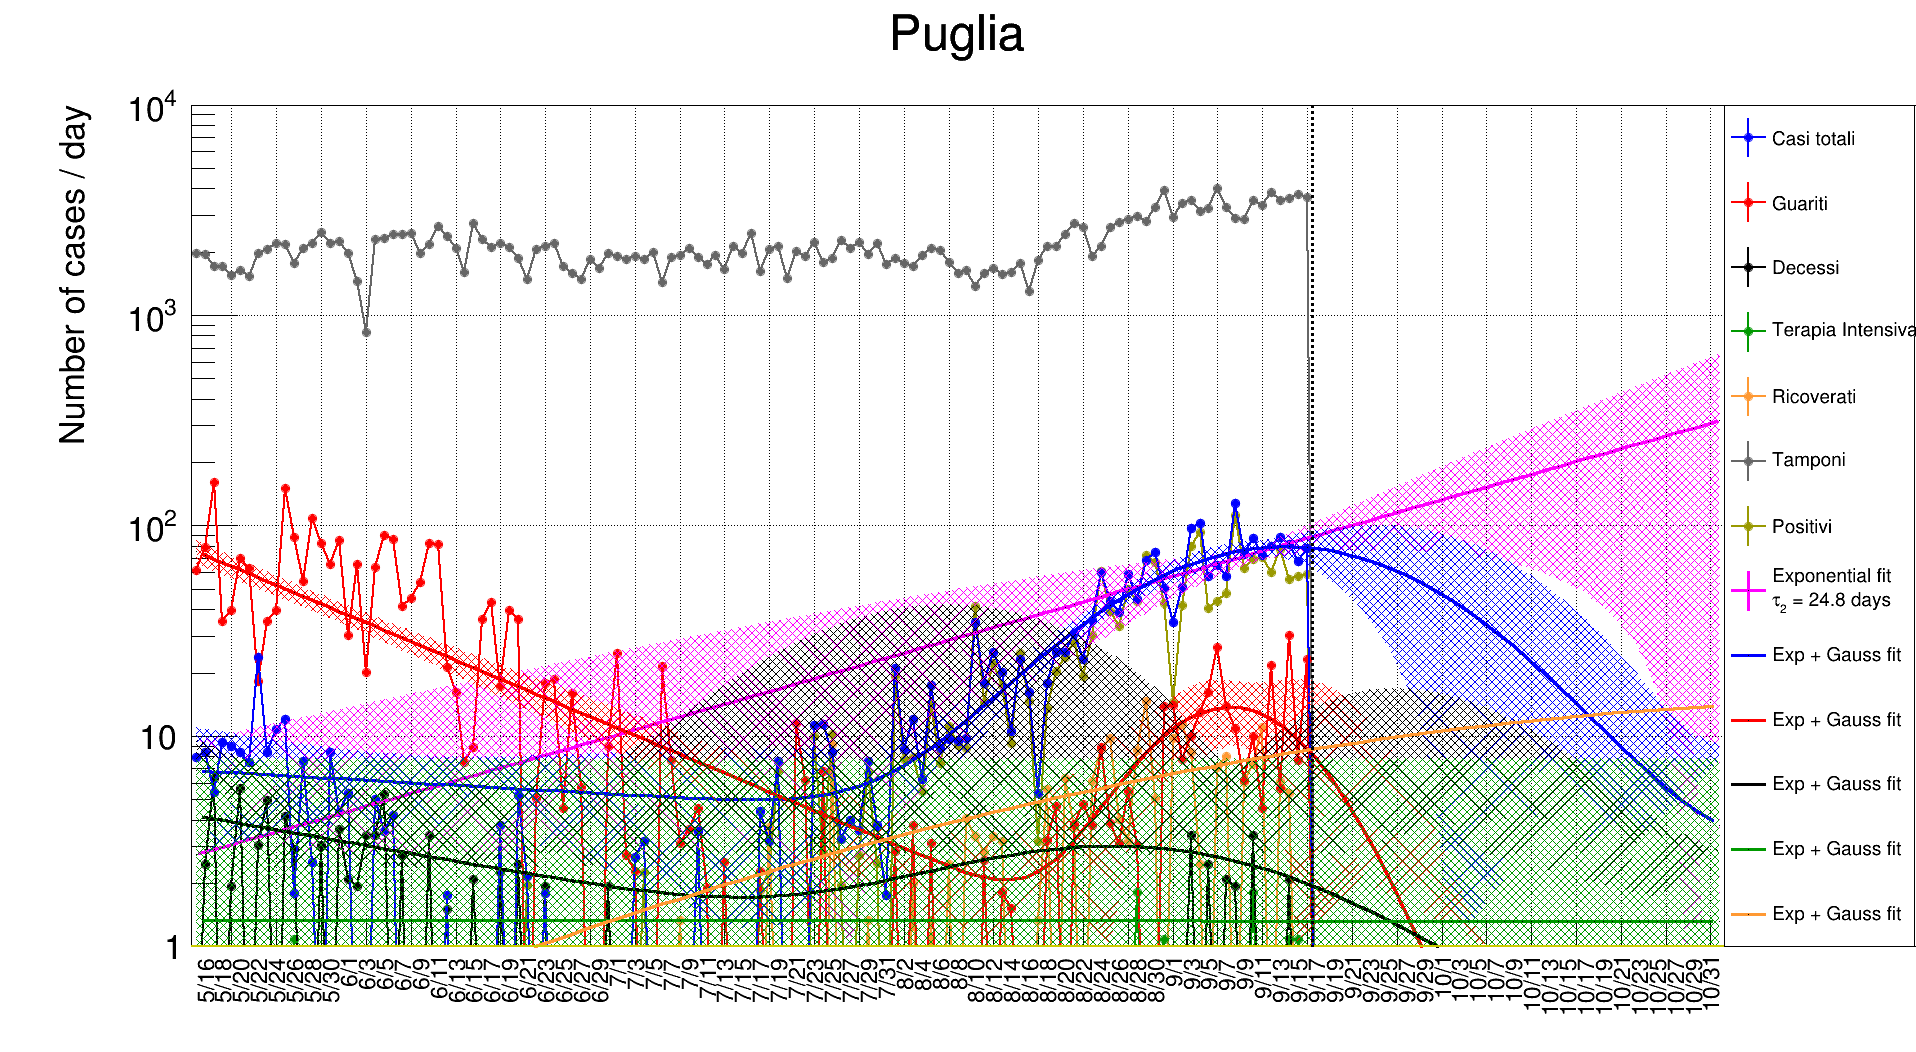 Puglia
Number of cases / day
10⁴
10³
10²
10
1
5/16 5/18 5/20 5/22 5/24 5/26 5/28 5/30 6/1 6/3 6/5 6/7 6/9 6/11 6/13 6/15 6/17 6/19 6/21 6/23 6/25 6/27 6/29 7/1 7/3 7/5 7/7 7/9 7/11 7/13 7/15 7/17 7/19 7/21 7/23 7/25 7/27 7/29 7/31 8/2 8/4 8/6 8/8 8/10 8/12 8/14 8/16 8/18 8/20 8/22 8/24 8/26 8/28 8/30 9/1 9/3 9/5 9/7 9/9 9/11 9/13 9/15 9/17 9/19 9/21 9/23 9/25 9/27 9/29 10/1 10/3 10/5 10/7 10/9 10/11 10/13 10/15 10/17 10/19 10/21 10/23 10/25 10/27 10/29 10/31
Casi totali
Guariti
Decessi
Terapia Intensiva
Ricoverati
Tamponi
Positivi
Exponential fit
τ₂ = 24.8 days
Exp + Gauss fit
Exp + Gauss fit
Exp + Gauss fit
Exp + Gauss fit
Exp + Gauss fit